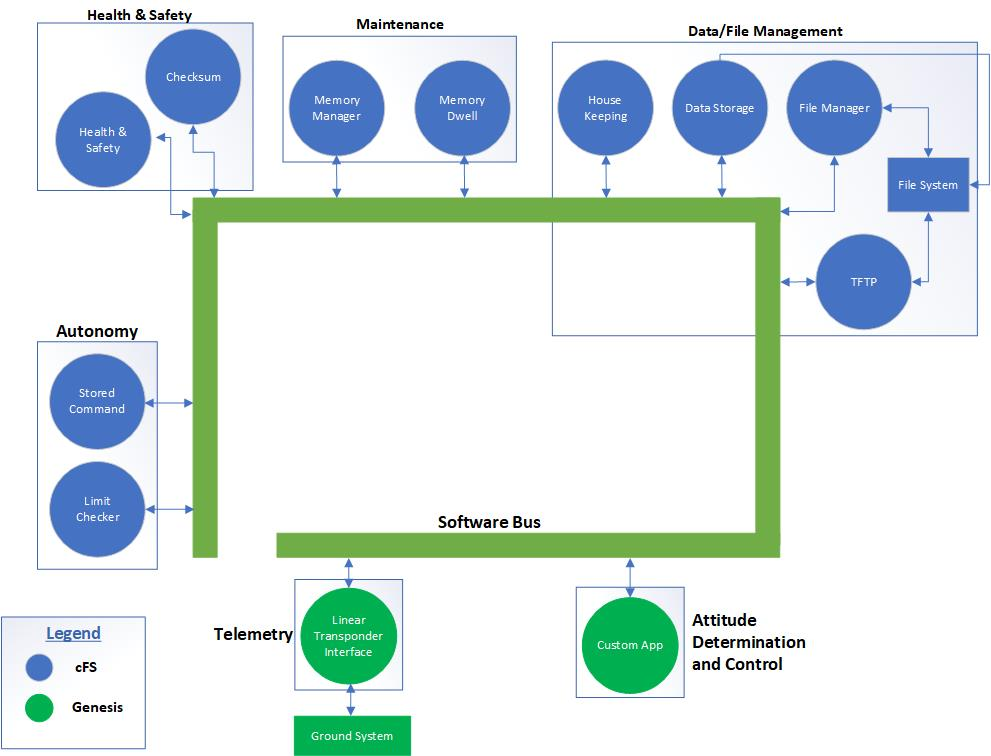 Health & Safety
Checksum
Health &
Safety
Maintenance
Memory
Manager
Memory
Dwell
Data/File Management
House
Keeping
Data Storage
File Manager
File System
TFTP
Autonomy
Stored
Command
Limit
Checker
Software Bus
Telemetry
Linear
Transponder
Interface
Ground System
Custom App
Attitude
Determination
and Control
Legend
cFS
Genesis